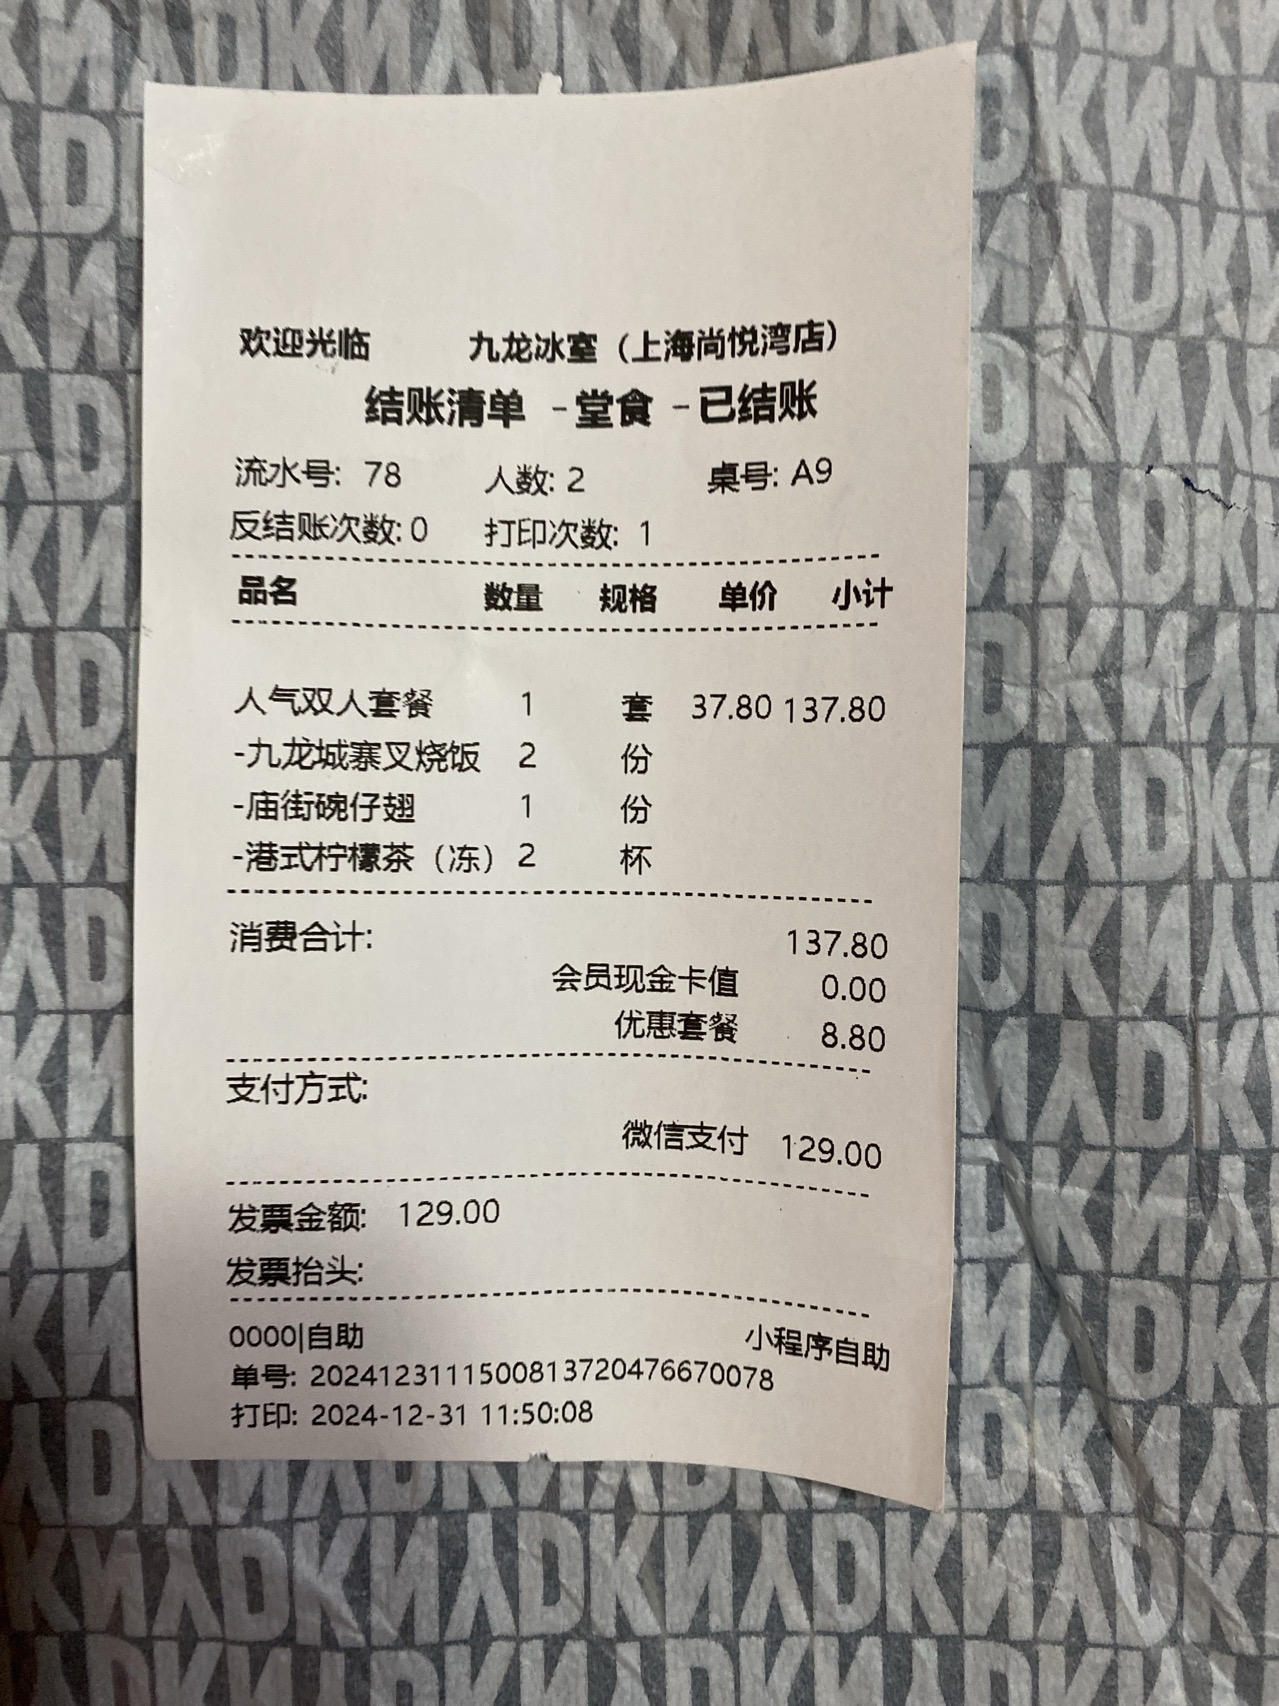 欢迎光临 九龙冰室（上海尚悦湾店）
结账清单 -堂食 -已结账
流水号: 78 人数: 2 桌号: A9
反结账次数: 0 打印次数: 1
品名 数量 规格 单价 小计
人气双人套餐 1 套 37.80 137.80
-九龙城寨叉烧饭 2 份
-庙街碗仔翅 1 份
-港式柠檬茶（冻） 2 杯
消费合计: 137.80
会员现金卡值 0.00
优惠套餐 8.80
支付方式:
微信支付 129.00
发票金额: 129.00
发票抬头:
0000|自助 小程序自助
单号: 2024123111500813720476670078
打印: 2024-12-31 11:50:08